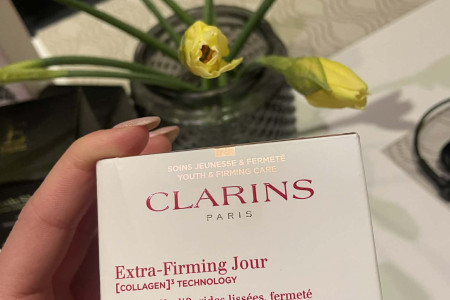 SOINS JEUNESSE & FERMETÉ
YOUTH & FIRMING CARE
CLARINS
PARIS
Extra-Firming Jour
[COLLAGEN]³ TECHNOLOGY
rides lissées, fermeté